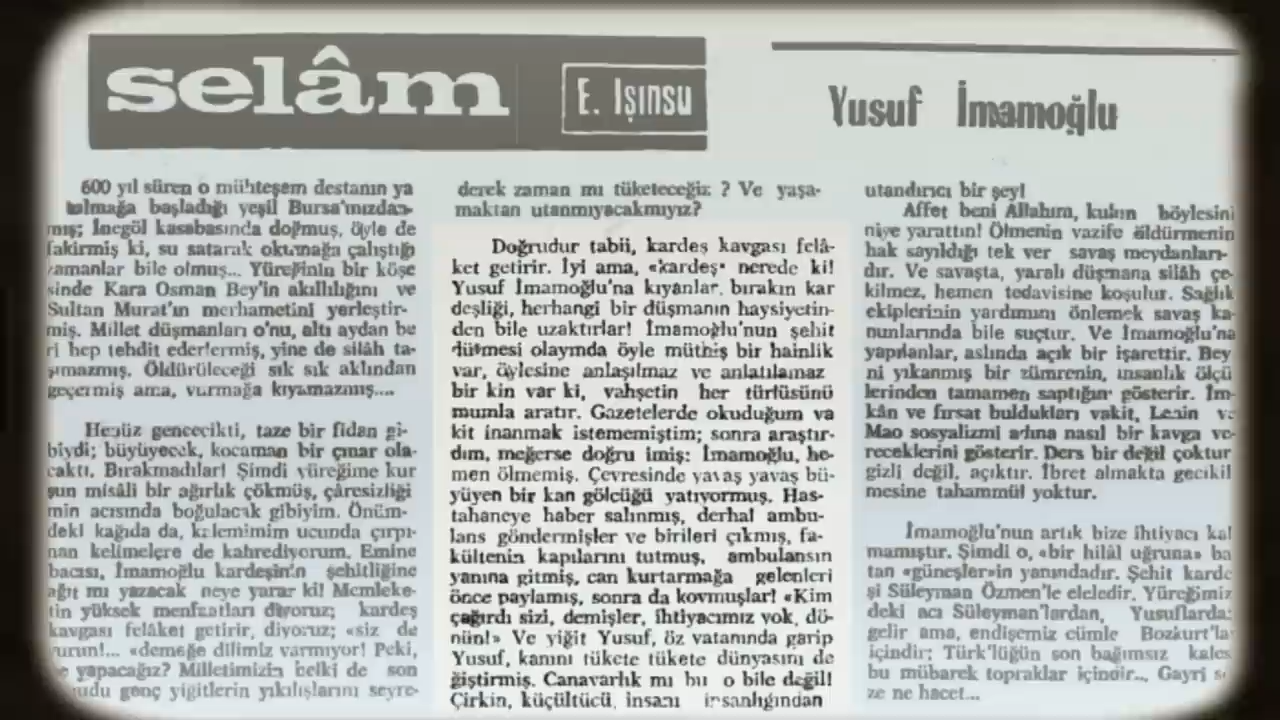 selâm
E. Işınsu
Yusuf İmamoğlu
600 yıl süren o mühteşem destanın ya
zılmağa başladığı yeşil Bursa'mızdan-
mış; İnegöl kasabasında doğmuş, öyle de
fakirmiş ki, su satarak okumağa çalıştığı
zamanlar bile olmuş... Yüreğinin bir köşe
sinde Kara Osman Bey'in akıllılığını ve
Sultan Murat'ın merhametini yerleştir-
miş. Millet düşmanları o'nu, altı aydan be
ri hep tehdit ederlermiş, yine de silâh ta-
şımazmış. Öldürüleceği sık sık aklından
geçermiş ama, vurmağa kıyamazmış....
Henüz gencecikti, taze bir fidan gi-
biydi; büyüyecek, kocaman bir çınar ola-
caktı, Bırakmadılar! Şimdi yüreğime kur
şun misâli bir ağırlık çökmüş, çâresizliği
min acısında boğulacak gibiyim. Önüm-
deki kağıda da, kalemimim ucunda çırpı-
nan kelimelere de kahrediyorum. Emine
bacısı, İmamoğlu kardeşin'n şehitliğine
ağıt mı yazacak neye yarar ki! Memleke-
tin yüksek menfaatları diyoruz; kardeş
kavgası felâket getirir, diyoruz; «siz de
vurun!... «demeğe dilimiz varmıyor! Peki,
ne yapacağız? Milletimizin belki de son
umudu genç yiğitlerin yıkılışlarını seyre-
derek zaman mı tüketeceğiz ? Ve yaşa-
maktan utanmıyacakmıyız?
Doğrudur tabii, kardeş kavgası felâ-
ket getirir. İyi ama, «kardeş» nerede ki!
Yusuf İmamoğlu'na kıyanlar, bırakın kar
deşliği, herhangi bir düşmanın haysiyetin-
den bile uzaktırlar! İmamoğlu'nun şehit
düşmesi olayında öyle müthiş bir hainlik
var, öylesine anlaşılmaz ve anlatılamaz
bir kin var ki, vahşetin her türlüsünü
mumla aratır. Gazetelerde okuduğum va
kit inanmak istememiştim; sonra araştır-
dım, meğerse doğru imiş: İmamoğlu, he-
men ölmemiş. Çevresinde yavaş yavaş bü-
yüyen bir kan gölcüğü yatıyormuş. Has-
tahaneye haber salınmış, derhal ambu-
lans göndermişler ve birileri çıkmış, fa-
kültenin kapılarını tutmuş, ambulansın
yanına gitmiş, can kurtarmağa gelenleri
önce paylamış, sonra da kovmuşlar! «Kim
çağırdı sizi, demişler, ihtiyacımız yok, dö-
nün!» Ve yiğit Yusuf, öz vatanında garip
Yusuf, kanını tükete tükete dünyasını de
ğiştirmiş. Canavarlık mı bu o bile değil!
Çirkin, küçültücü, insanı insanlığından
utandırıcı bir şey!
Affet beni Allahım, kulun böylesini
niye yarattın! Ölmenin vazife öldürmenin
hak sayıldığı tek yer savaş meydanları-
dır. Ve savaşta, yaralı düşmana silâh çe-
kilmez, hemen tedavisine koşulur. Sağlık
ekiplerinin yardımını önlemek savaş ka-
nunlarında bile suçtur. Ve İmamoğlu'na
yapılanlar, aslında açık bir işarettir. Bey
ni yıkanmış bir zümrenin, insanlık ölçü
lerinden tamamen saptığını gösterir. İm-
kân ve fırsat buldukları vakit, Lenin ve
Mao sosyalizmi adına nasıl bir kavga ve-
receklerini gösterir. Ders bir değil çoktur
gizli değil, açıktır. İbret almakta gecikil
mesine tahammül yoktur.
İmamoğlu'nun artık bize ihtiyacı kal
mamıştır. Şimdi o, «bir hilâl uğruna» ba
tan «güneşler»in yanındadır. Şehit karde
şi Süleyman Özmen'le eleledir. Yüreğimiz
deki acı Süleyman'lardan, Yusuflarda:
gelir ama, endişemiz cümle Bozkurt'la
içindir; Türk'lüğün son bağımsız kales
bu mübarek topraklar içindir... Gayri s
ze ne hacet...